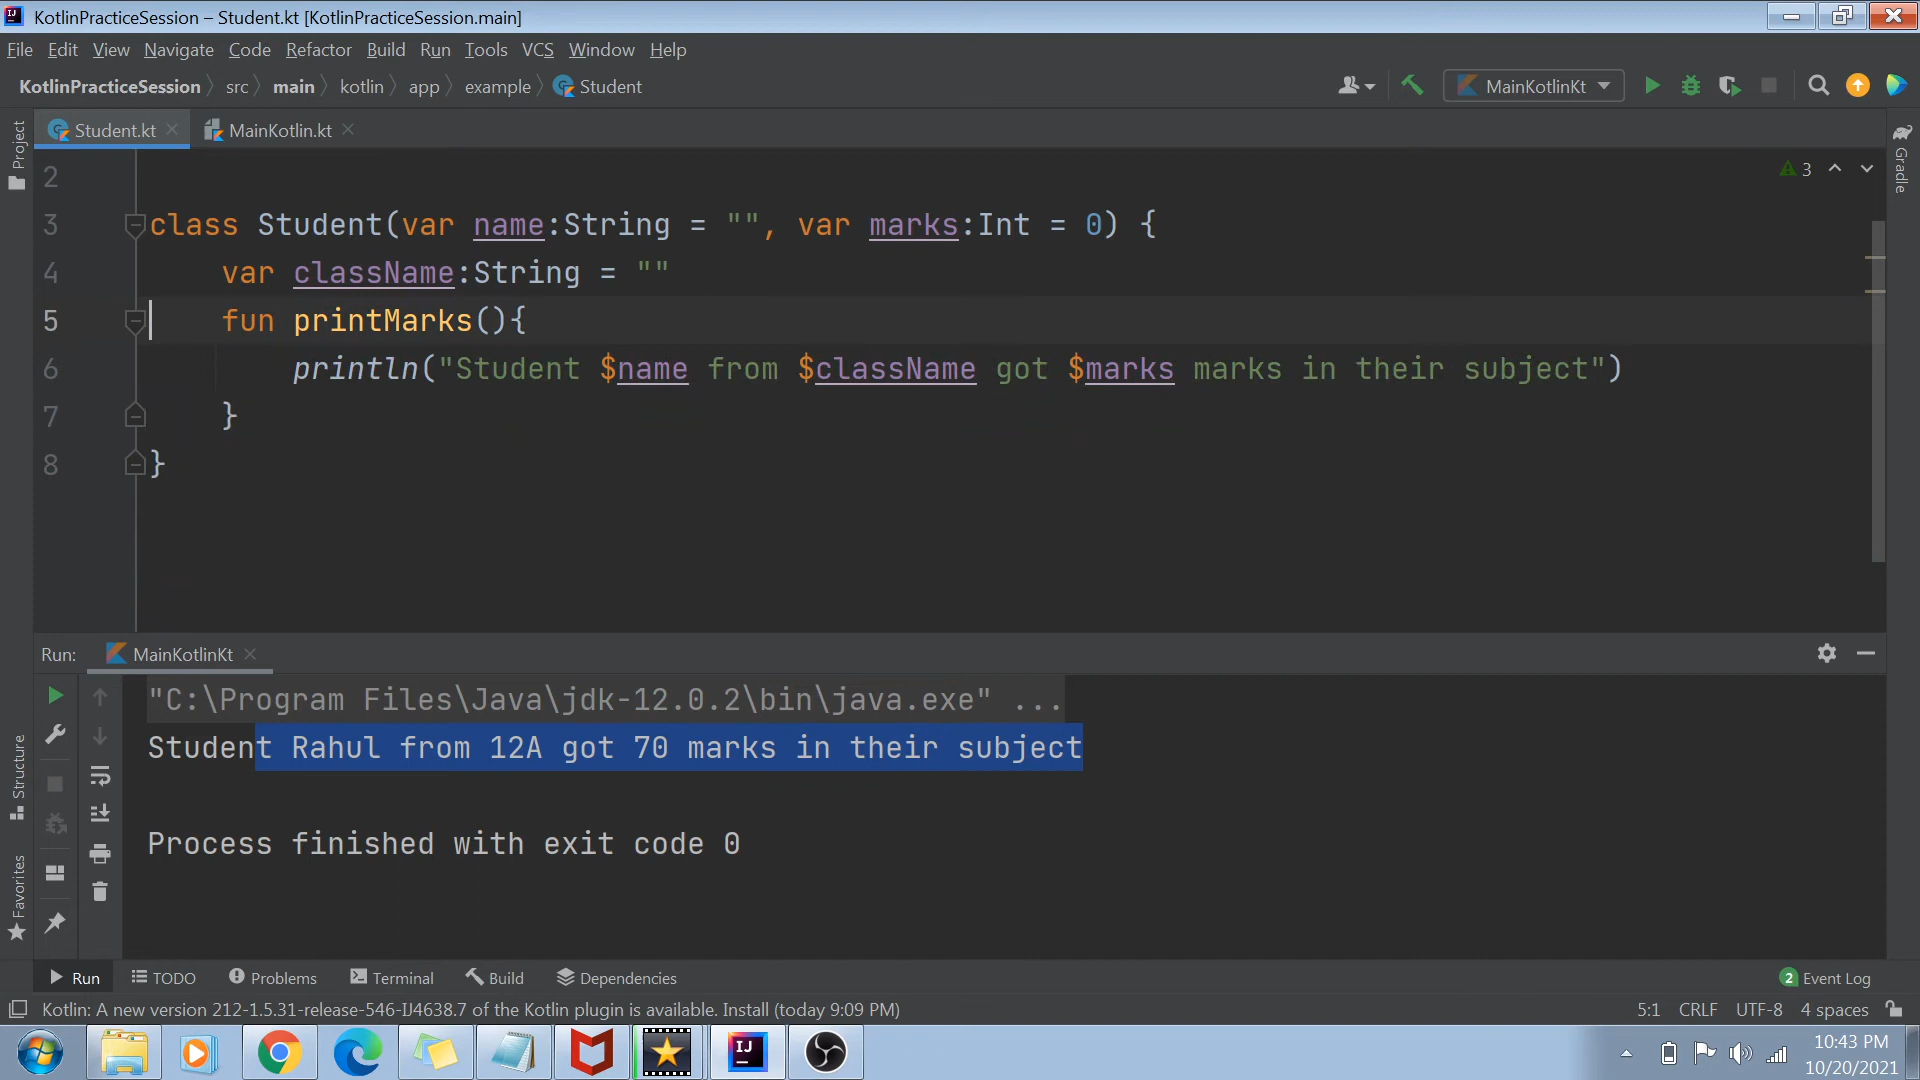 KotlinPracticeSession – Student.kt [KotlinPracticeSession.main]
File Edit View Navigate Code Refactor Build Run Tools VCS Window Help
KotlinPracticeSession src main kotlin app example Student MainKotlinKt
Student.kt MainKotlin.kt
Project
Gradle
3
2
3 class Student(var name:String = "", var marks:Int = 0) {
4 var className:String = ""
5 fun printMarks(){
6 println("Student $name from $className got $marks marks in their subject")
7 }
8 }
Run: MainKotlinKt
"C:\Program Files\Java\jdk-12.0.2\bin\java.exe" ...
Student Rahul from 12A got 70 marks in their subject
Process finished with exit code 0
Structure
Favorites
Run TODO Problems Terminal Build Dependencies 2 Event Log
Kotlin: A new version 212-1.5.31-release-546-IJ4638.7 of the Kotlin plugin is available. Install (today 9:09 PM) 5:1 CRLF UTF-8 4 spaces
IJ
10:43 PM
10/20/2021